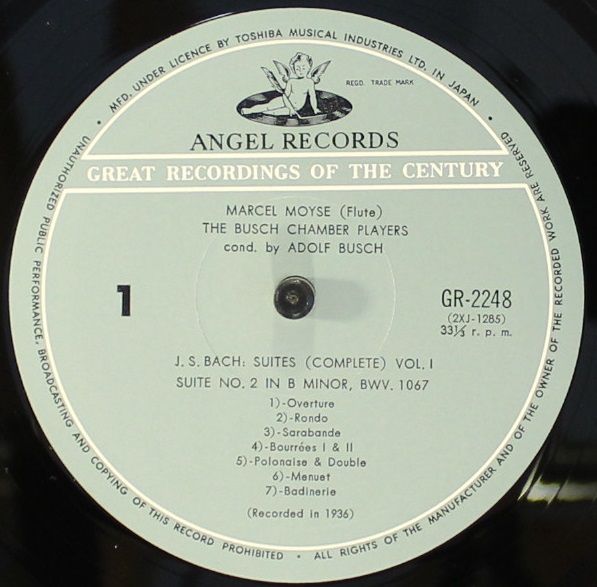 • MFD. UNDER LICENCE BY TOSHIBA MUSICAL INDUSTRIES LTD. IN JAPAN •
REGD. TRADE MARK
ANGEL RECORDS
GREAT RECORDINGS OF THE CENTURY
MARCEL MOYSE (Flute)
THE BUSCH CHAMBER PLAYERS
cond. by ADOLF BUSCH
1
GR-2248
(2XJ-1285)
33⅓ r. p. m.
J. S. BACH: SUITES (COMPLETE) VOL. I
SUITE NO. 2 IN B MINOR, BWV. 1067
1)-Overture
2)-Rondo
3)-Sarabande
4)-Bourrées I & II
5)-Polonaise & Double
6)-Menuet
7)-Badinerie
(Recorded in 1936)
UNAUTHORIZED PUBLIC PERFORMANCE, BROADCASTING AND COPYING OF THIS RECORD PROHIBITED • ALL RIGHTS OF THE MANUFACTURER AND OF THE OWNER OF THE RECORDED WORK ARE RESERVED